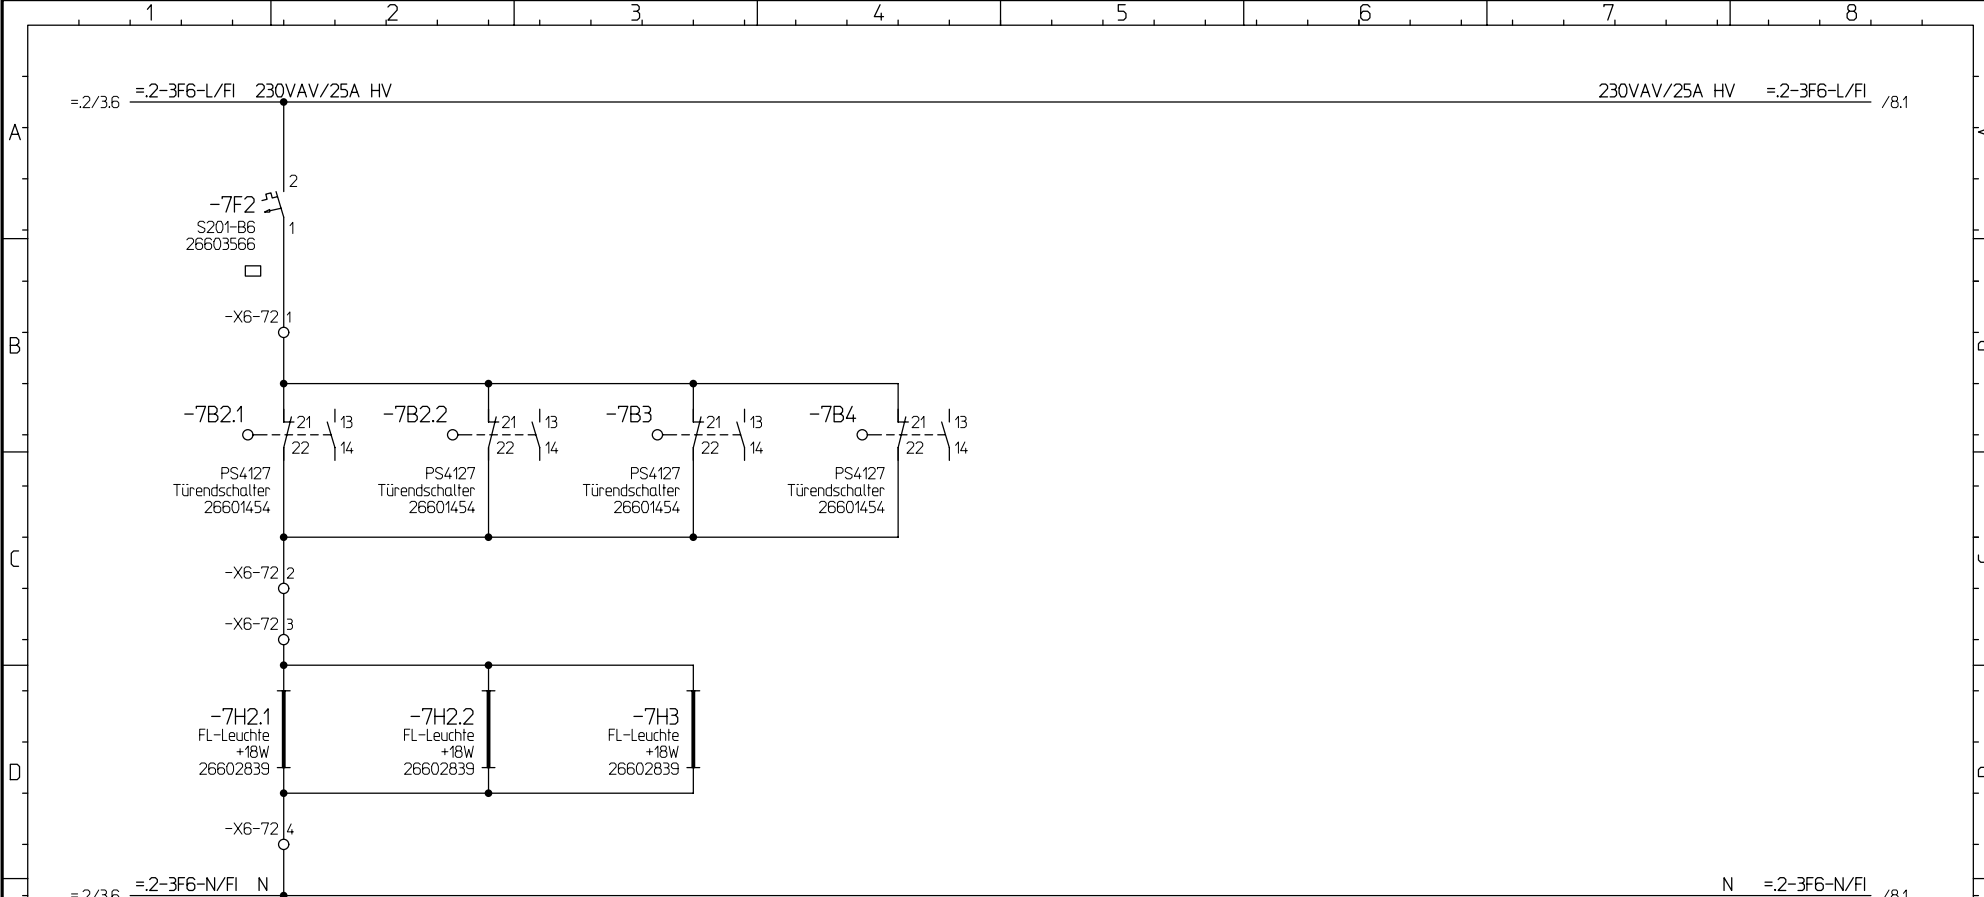 1 2 3 4 5 6 7 8
=.2/3.6 =.2-3F6-L/FI 230VAV/25A HV 230VAV/25A HV =.2-3F6-L/FI /8.1
A
2
-7F2
S201-B6 1
26603566
-X6-72 1
B
-7B2.1 21 13 -7B2.2 21 13 -7B3 21 13 -7B4 21 13
22 14 22 14 22 14 22 14
PS4127 PS4127 PS4127 PS4127
Türendschalter Türendschalter Türendschalter Türendschalter
26601454 26601454 26601454 26601454
C
-X6-72 2
-X6-72 3
-7H2.1 -7H2.2 -7H3
FL-Leuchte FL-Leuchte FL-Leuchte
+18W +18W +18W
26602839 26602839 26602839
D
-X6-72 4
=.2/3.6 =.2-3F6-N/FI N N =.2-3F6-N/FI /8.1